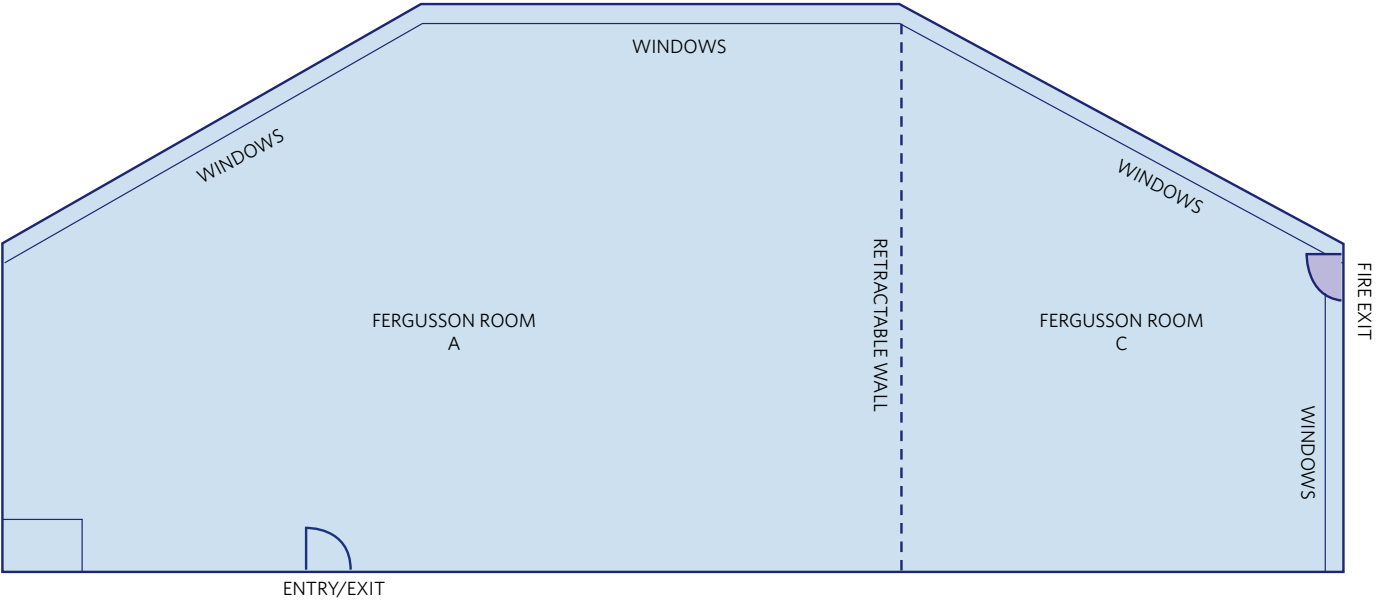 WINDOWS
WINDOWS
WINDOWS
RETRACTABLE WALL
FIRE EXIT
FERGUSSON ROOM
A
FERGUSSON ROOM
C
WINDOWS
ENTRY/EXIT